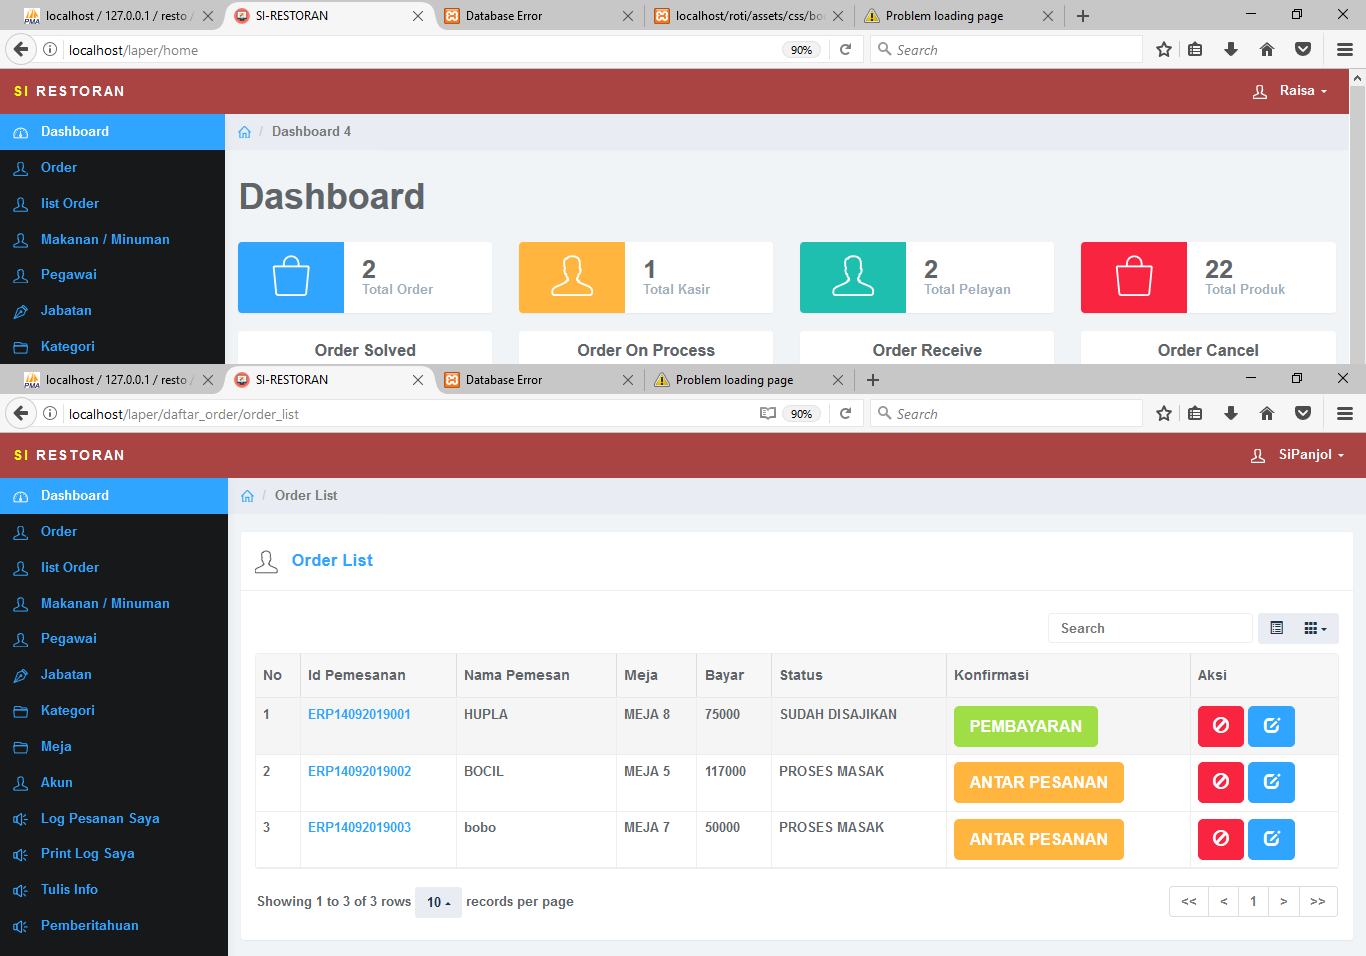 localhost / 127.0.0.1 / resto /
SI-RESTORAN
Database Error
localhost/roti/assets/css/bo
Problem loading page
localhost/laper/home
90%
Search
SI RESTORAN
Raisa
Dashboard
Order
list Order
Makanan / Minuman
Pegawai
Jabatan
Kategori
/ Dashboard 4
Dashboard
2
Total Order
1
Total Kasir
2
Total Pelayan
22
Total Produk
Order Solved
Order On Process
Order Receive
Order Cancel
localhost / 127.0.0.1 / resto /
SI-RESTORAN
Database Error
Problem loading page
localhost/laper/daftar_order/order_list
90%
Search
SI RESTORAN
SiPanjol
Dashboard
Order
list Order
Makanan / Minuman
Pegawai
Jabatan
Kategori
Meja
Akun
Log Pesanan Saya
Print Log Saya
Tulis Info
Pemberitahuan
/ Order List
Order List
Search
No Id Pemesanan Nama Pemesan Meja Bayar Status Konfirmasi Aksi
1 ERP14092019001 HUPLA MEJA 8 75000 SUDAH DISAJIKAN PEMBAYARAN
2 ERP14092019002 BOCIL MEJA 5 117000 PROSES MASAK ANTAR PESANAN
3 ERP14092019003 bobo MEJA 7 50000 PROSES MASAK ANTAR PESANAN
Showing 1 to 3 of 3 rows 10 records per page
<< < 1 > >>